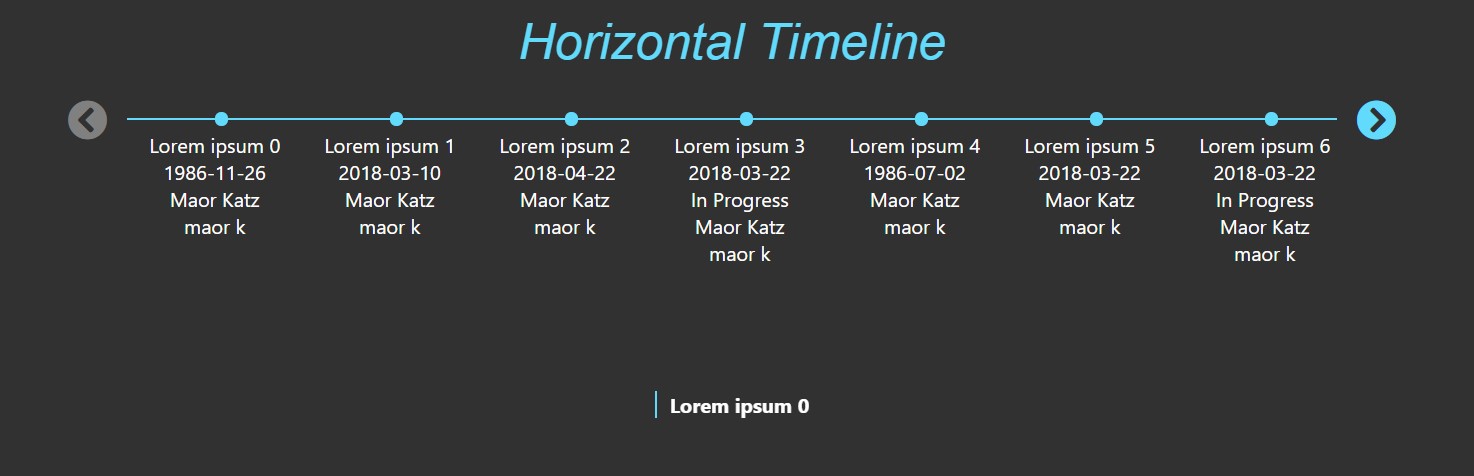 Horizontal Timeline
Lorem ipsum 0
1986-11-26
Maor Katz
maor k
Lorem ipsum 1
2018-03-10
Maor Katz
maor k
Lorem ipsum 2
2018-04-22
Maor Katz
maor k
Lorem ipsum 3
2018-03-22
In Progress
Maor Katz
maor k
Lorem ipsum 4
1986-07-02
Maor Katz
maor k
Lorem ipsum 5
2018-03-22
Maor Katz
maor k
Lorem ipsum 6
2018-03-22
In Progress
Maor Katz
maor k
Lorem ipsum 0